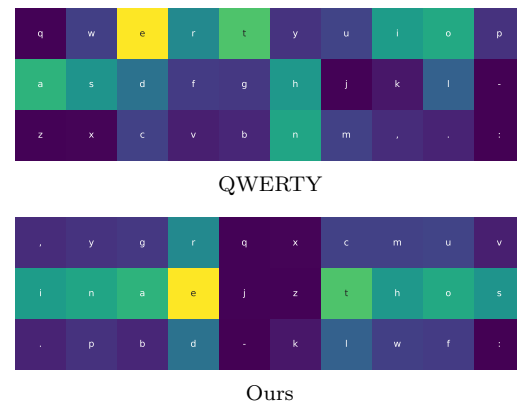 q w e r t y u i o p
a s d f g h j k l -
z x c v b n m , . :
QWERTY
, y g r q x c m u v
i n a e j z t h o s
. p b d - k l w f :
Ours